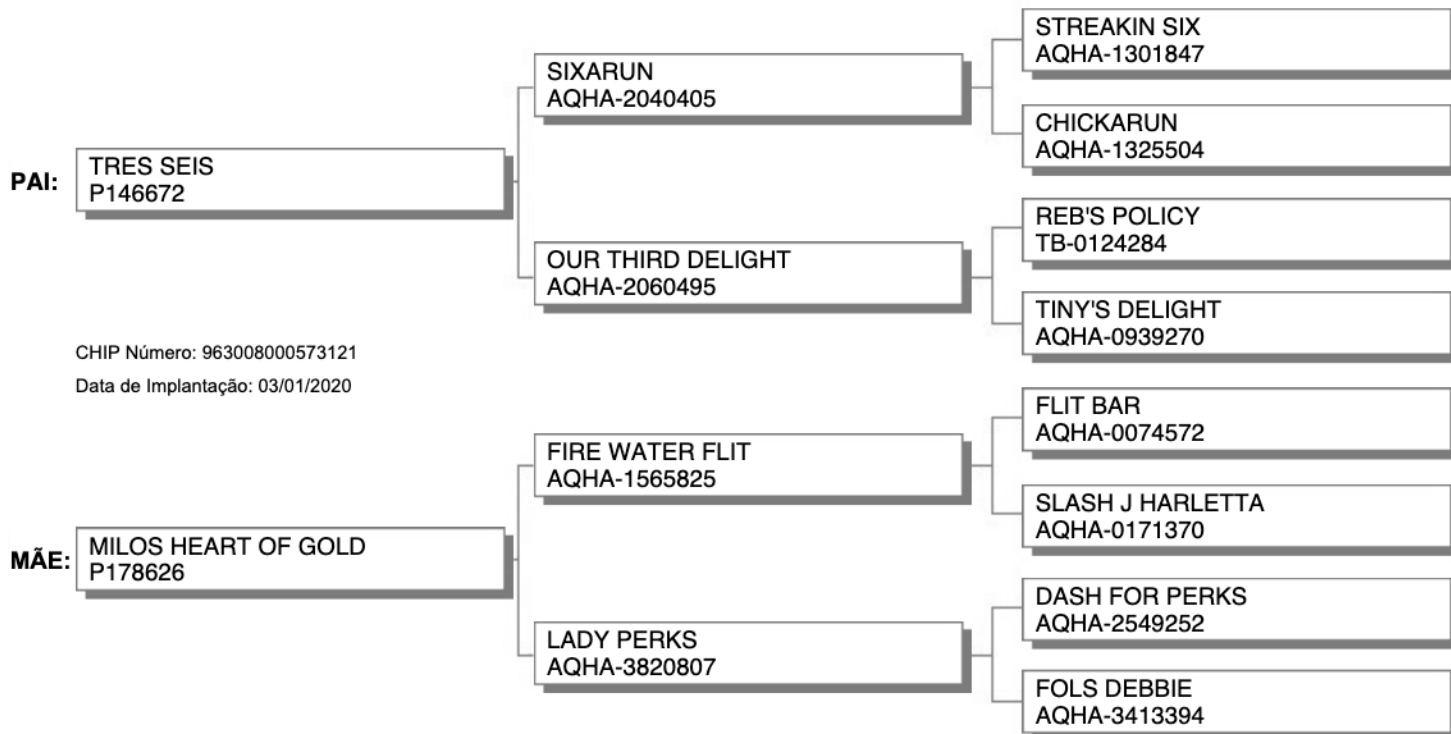 PAI:
TRES SEIS
P146672
SIXARUN
AQHA-2040405
STREAKIN SIX
AQHA-1301847
CHICKARUN
AQHA-1325504
OUR THIRD DELIGHT
AQHA-2060495
REB'S POLICY
TB-0124284
TINY'S DELIGHT
AQHA-0939270
CHIP Número: 963008000573121
Data de Implantação: 03/01/2020
MÃE:
MILOS HEART OF GOLD
P178626
FIRE WATER FLIT
AQHA-1565825
FLIT BAR
AQHA-0074572
SLASH J HARLETTA
AQHA-0171370
LADY PERKS
AQHA-3820807
DASH FOR PERKS
AQHA-2549252
FOLS DEBBIE
AQHA-3413394